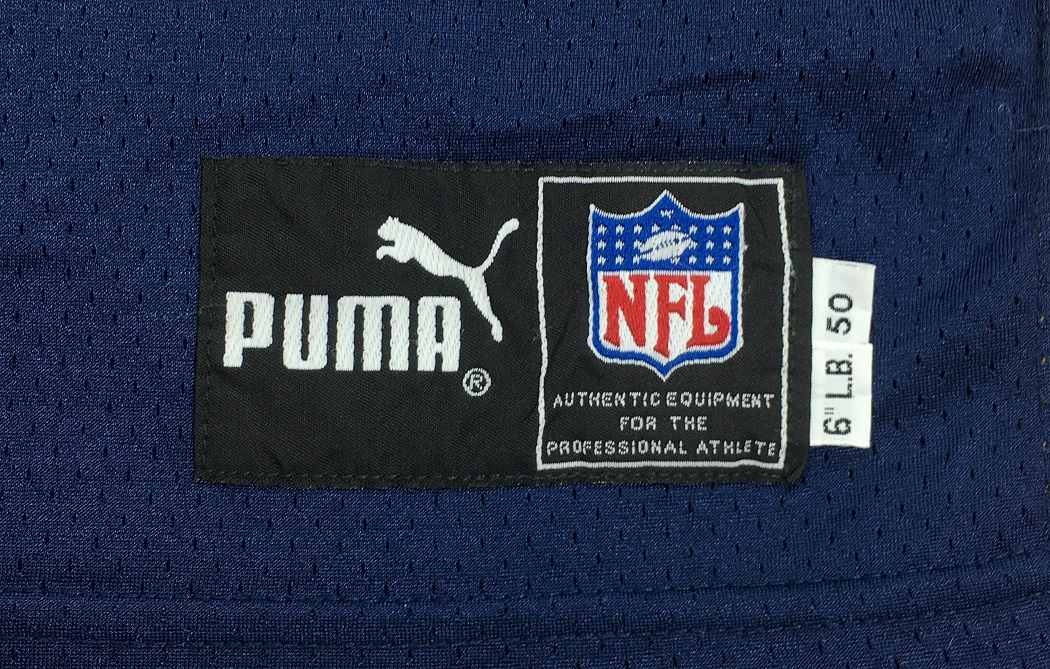 PUMA
®
NFL
AUTHENTIC EQUIPMENT
FOR THE
PROFESSIONAL ATHLETE
6" L.B. 50